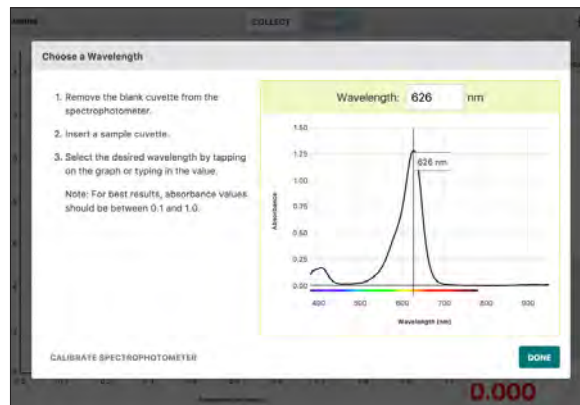 COLLECT
Choose a Wavelength
1. Remove the blank cuvette from the
spectrophotometer.
2. Insert a sample cuvette.
3. Select the desired wavelength by tapping
on the graph or typing in the value.
Note: For best results, absorbance values
should be between 0.1 and 1.0.
Wavelength: 626 nm
1.50
1.25
1.00
0.75
0.50
0.25
0.00
626 nm
Absorbance
400 500 600 700 800 900
Wavelength (nm)
CALIBRATE SPECTROPHOTOMETER
DONE
0.000